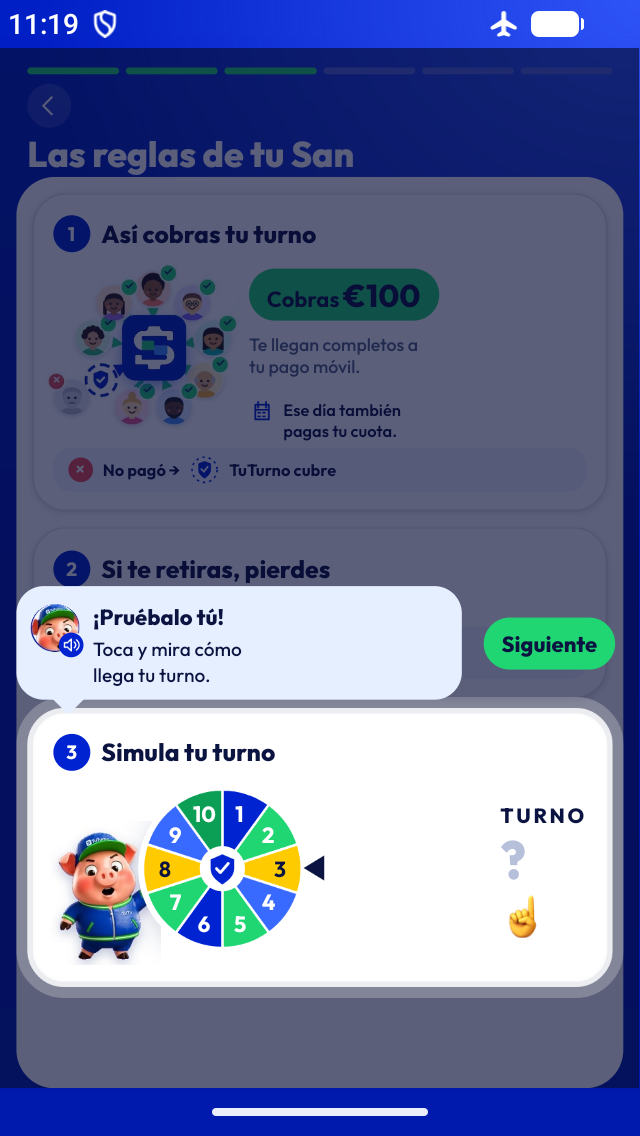 11:19
Las reglas de tu San
1 Así cobras tu turno
Cobras €100
Te llegan completos a
tu pago móvil.
Ese día también
pagas tu cuota.
No pagó → TuTurno cubre
2 Si te retiras, pierdes
¡Pruébalo tú!
Toca y mira cómo
llega tu turno.
Siguiente
3 Simula tu turno
10 1
9 2
8 3
7 4
6 5
TURNO
?